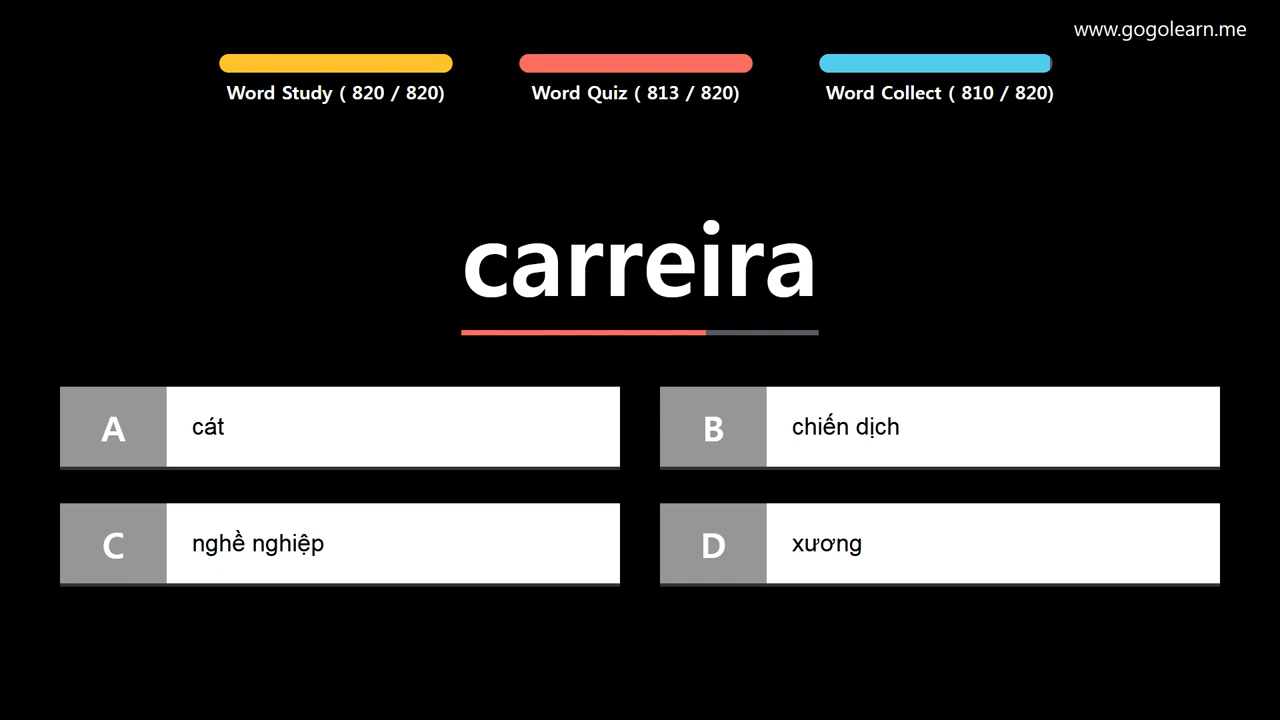 www.gogolearn.me
Word Study ( 820 / 820)
Word Quiz ( 813 / 820)
Word Collect ( 810 / 820)
carreira
A cát
B chiến dịch
C nghề nghiệp
D xương